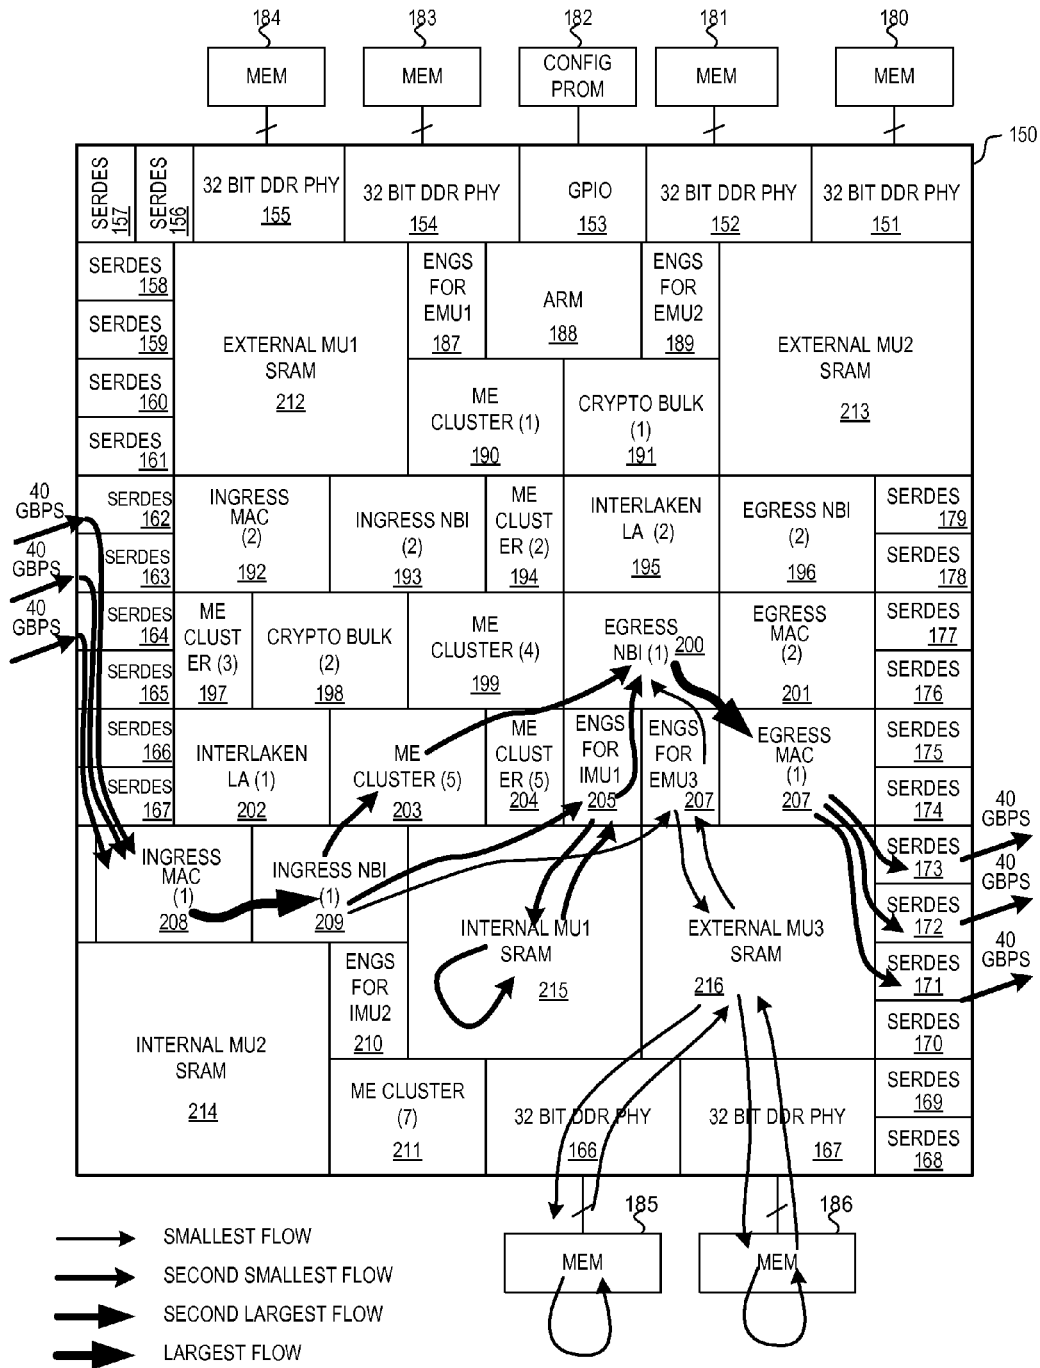 184
183
182
181
180
MEM
MEM
CONFIG
PROM
MEM
MEM
150
SERDES
157
SERDES
156
32 BIT DDR PHY
155
32 BIT DDR PHY
154
GPIO
153
32 BIT DDR PHY
152
32 BIT DDR PHY
151
SERDES
158
SERDES
159
SERDES
160
SERDES
161
EXTERNAL MU1
SRAM
212
ENGS
FOR
EMU1
187
ARM
188
ENGS
FOR
EMU2
189
EXTERNAL MU2
SRAM
213
ME
CLUSTER (1)
190
CRYPTO BULK
(1)
191
40
GBPS
40
GBPS
40
GBPS
SERDES
162
SERDES
163
INGRESS
MAC
(2)
192
INGRESS NBI
(2)
193
ME
CLUST
ER (2)
194
INTERLAKEN
LA (2)
195
EGRESS NBI
(2)
196
SERDES
179
SERDES
178
SERDES
164
SERDES
165
ME
CLUST
ER (3)
197
CRYPTO BULK
(2)
198
ME
CLUSTER (4)
199
EGRESS
NBI (1)
200
EGRESS
MAC
(2)
201
SERDES
177
SERDES
176
SERDES
166
SERDES
167
INTERLAKEN
LA (1)
202
ME
CLUSTER (5)
203
ME
CLUST
ER (5)
204
ENGS
FOR
IMU1
205
ENGS
FOR
EMU3
207
EGRESS
MAC
(1)
207
SERDES
175
SERDES
174
INGRESS
MAC
(1)
208
INGRESS NBI
(1)
209
INTERNAL MU1
SRAM
215
EXTERNAL MU3
SRAM
216
SERDES
173
SERDES
172
SERDES
171
SERDES
170
40
GBPS
40
GBPS
40
GBPS
INTERNAL MU2
SRAM
214
ENGS
FOR
IMU2
210
ME CLUSTER
(7)
211
32 BIT DDR PHY
166
32 BIT DDR PHY
167
SERDES
169
SERDES
168
185
186
MEM
MEM
SMALLEST FLOW
SECOND SMALLEST FLOW
SECOND LARGEST FLOW
LARGEST FLOW